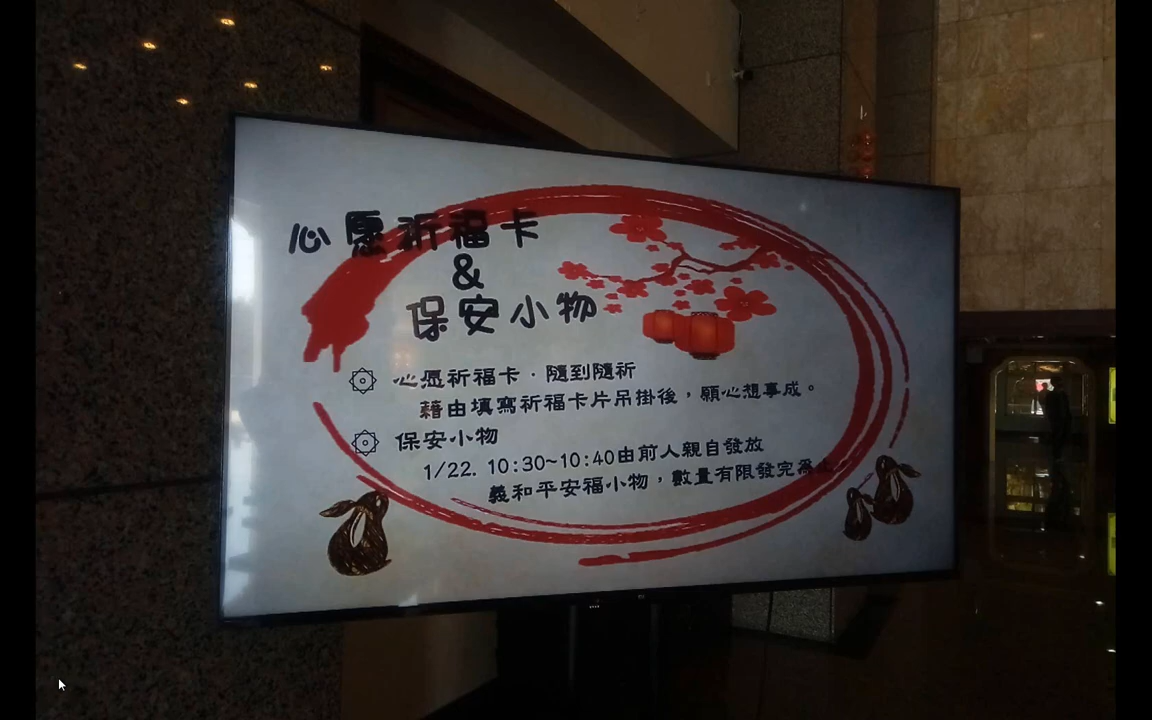 心愿祈福卡
&
保安小物
心愿祈福卡．隨到隨祈
藉由填寫祈福卡片吊掛後，願心想事成。
保安小物
1/22. 10:30~10:40由前人親自發放
義和平安福小物，數量有限發完為止